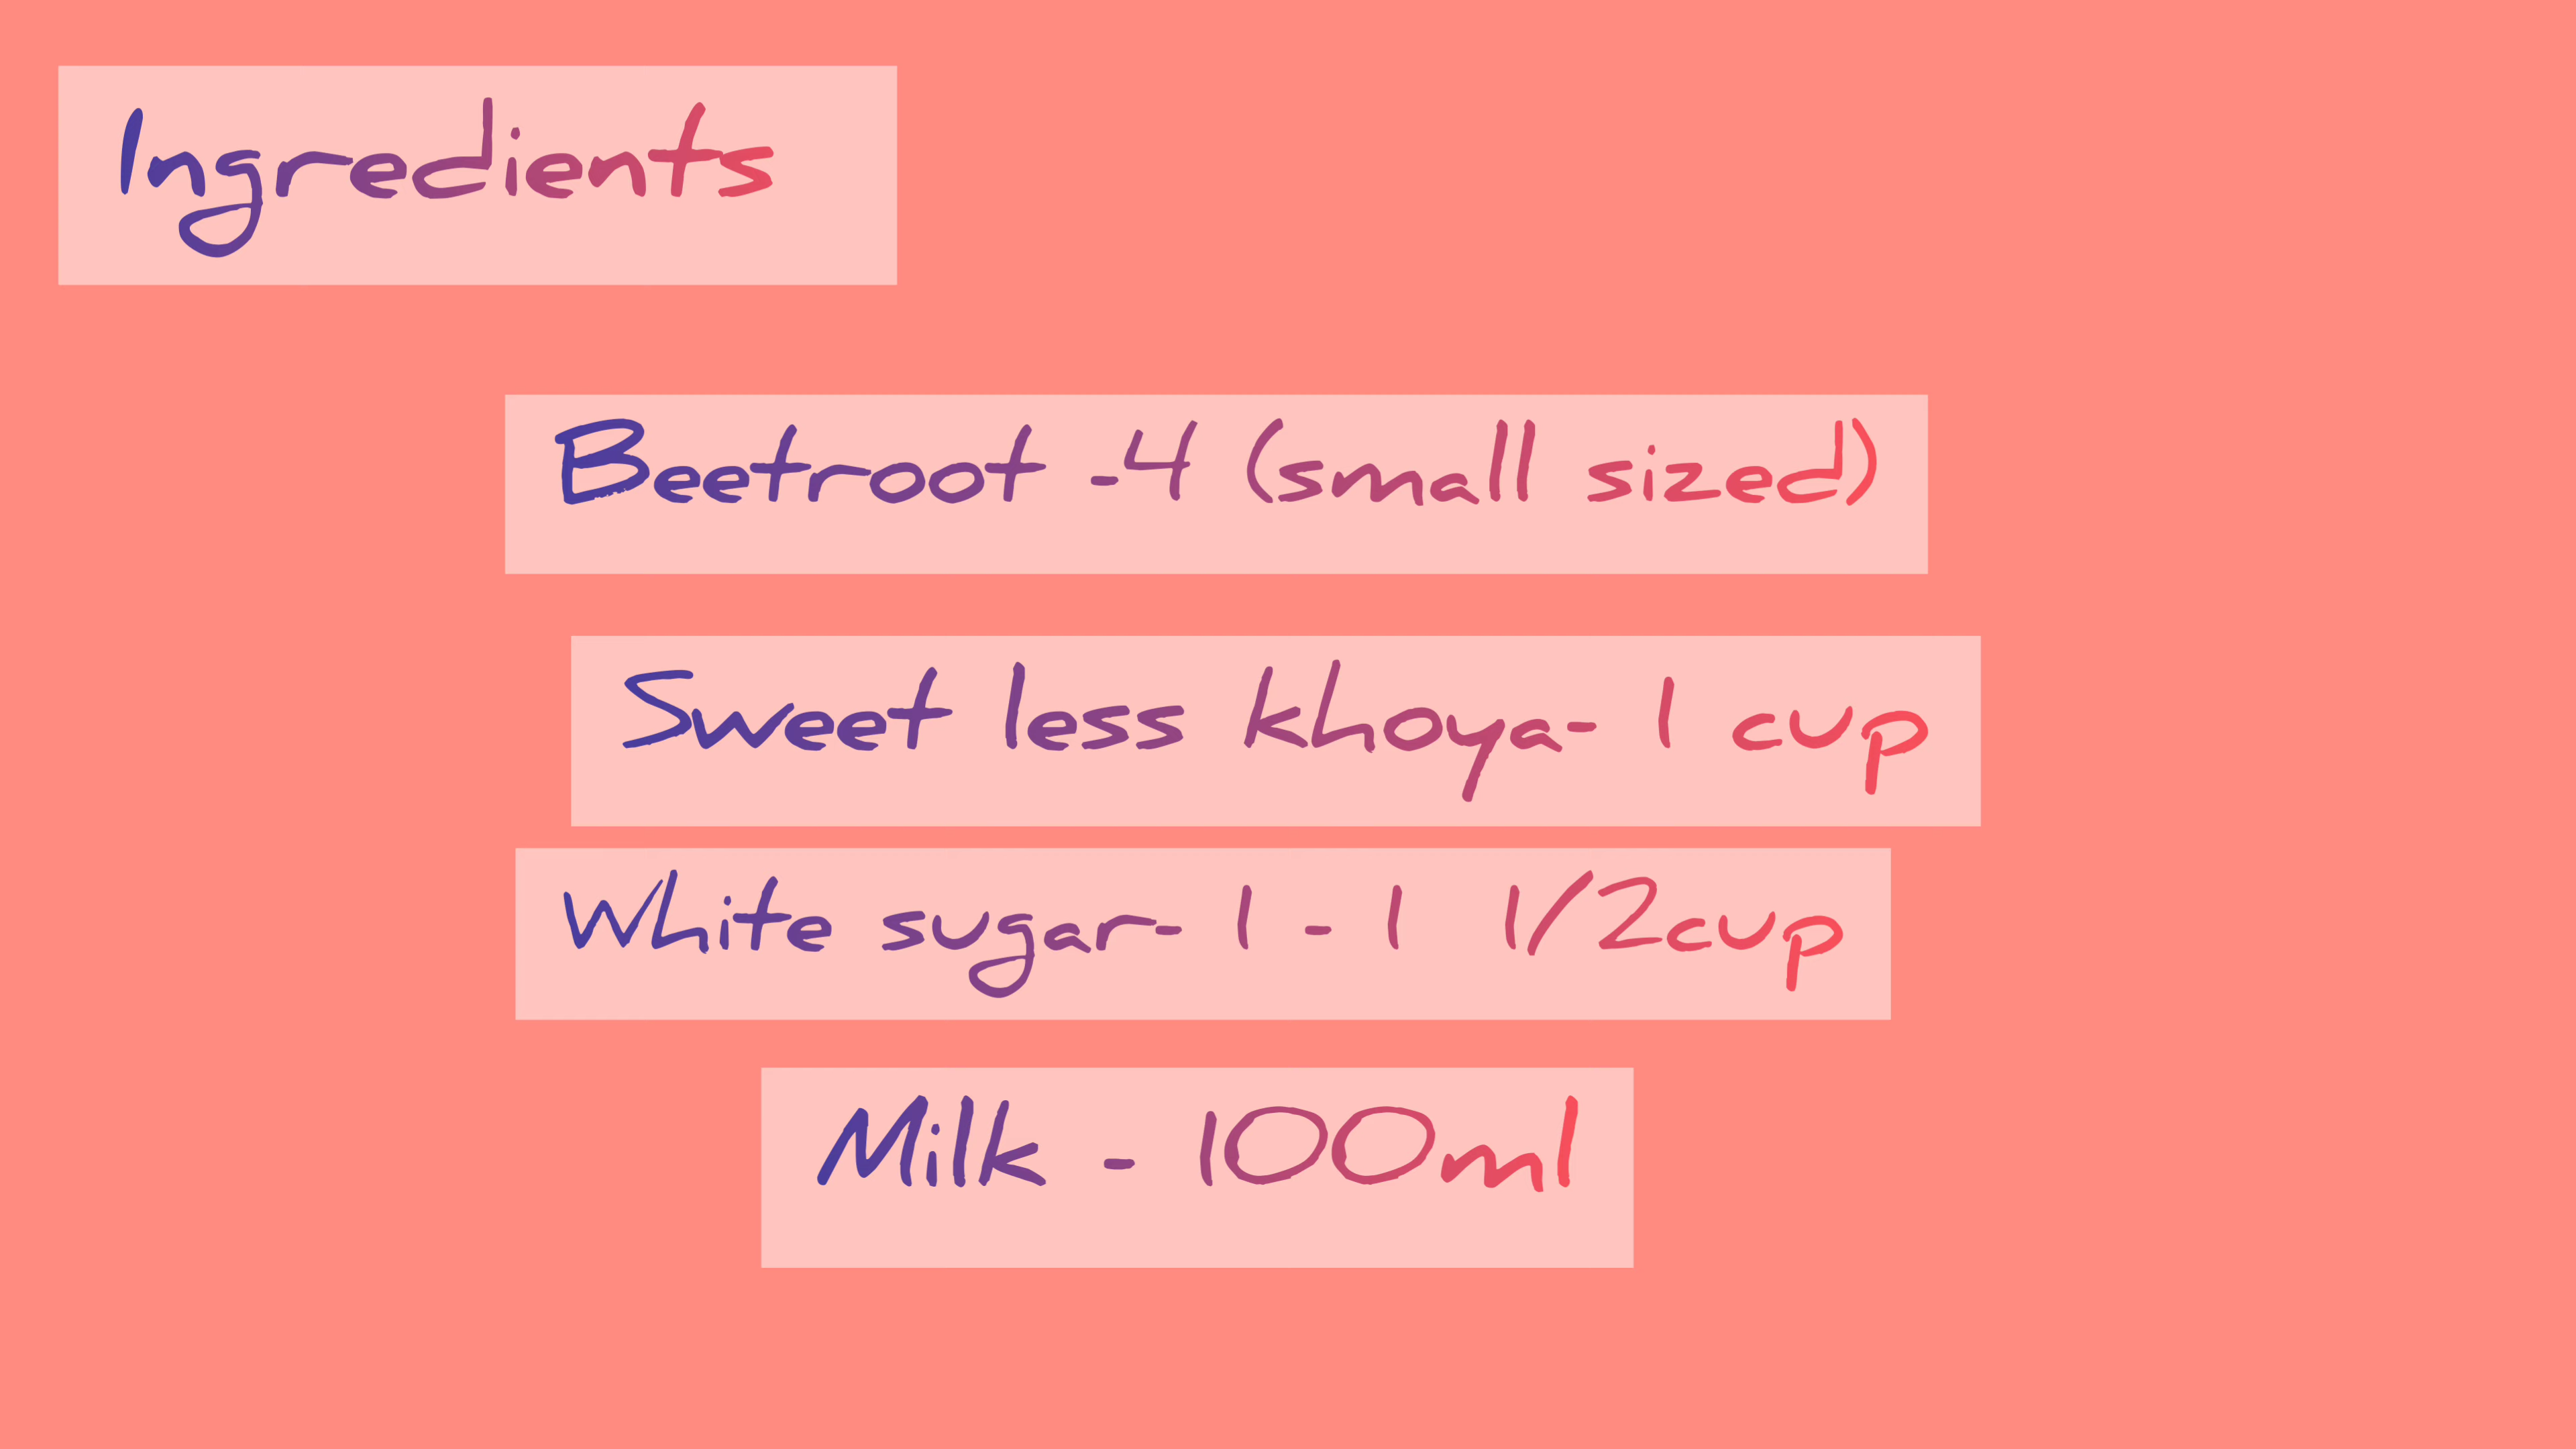 Ingredients
Beetroot -4 (small sized)
Sweet less khoya- 1 cup
White sugar- 1 - 1 1/2cup
Milk - 100ml